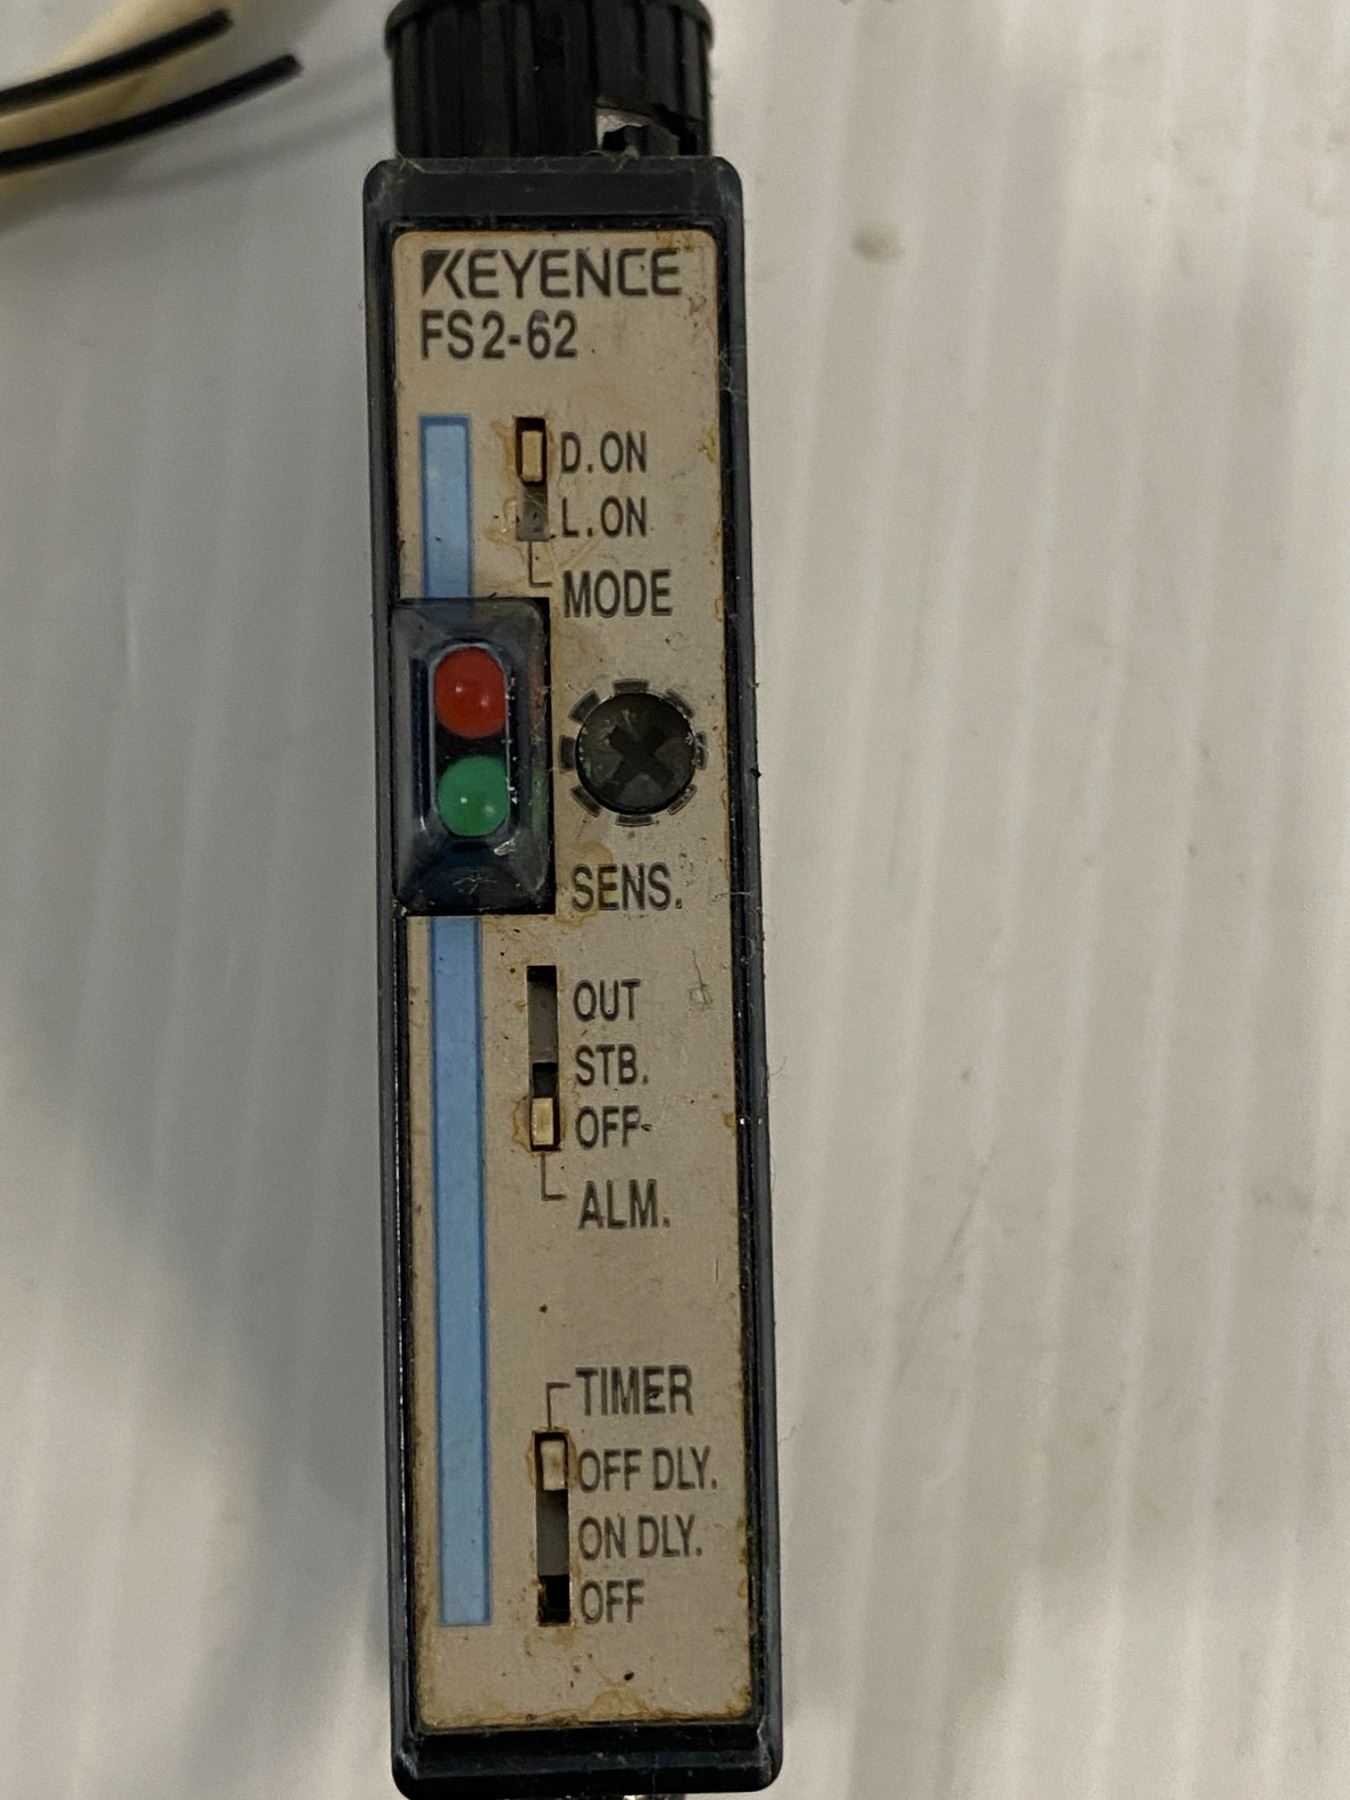 KEYENCE
FS2-62
D.ON
L.ON
MODE
SENS.
OUT
STB.
OFF
ALM.
TIMER
OFF DLY.
ON DLY.
OFF